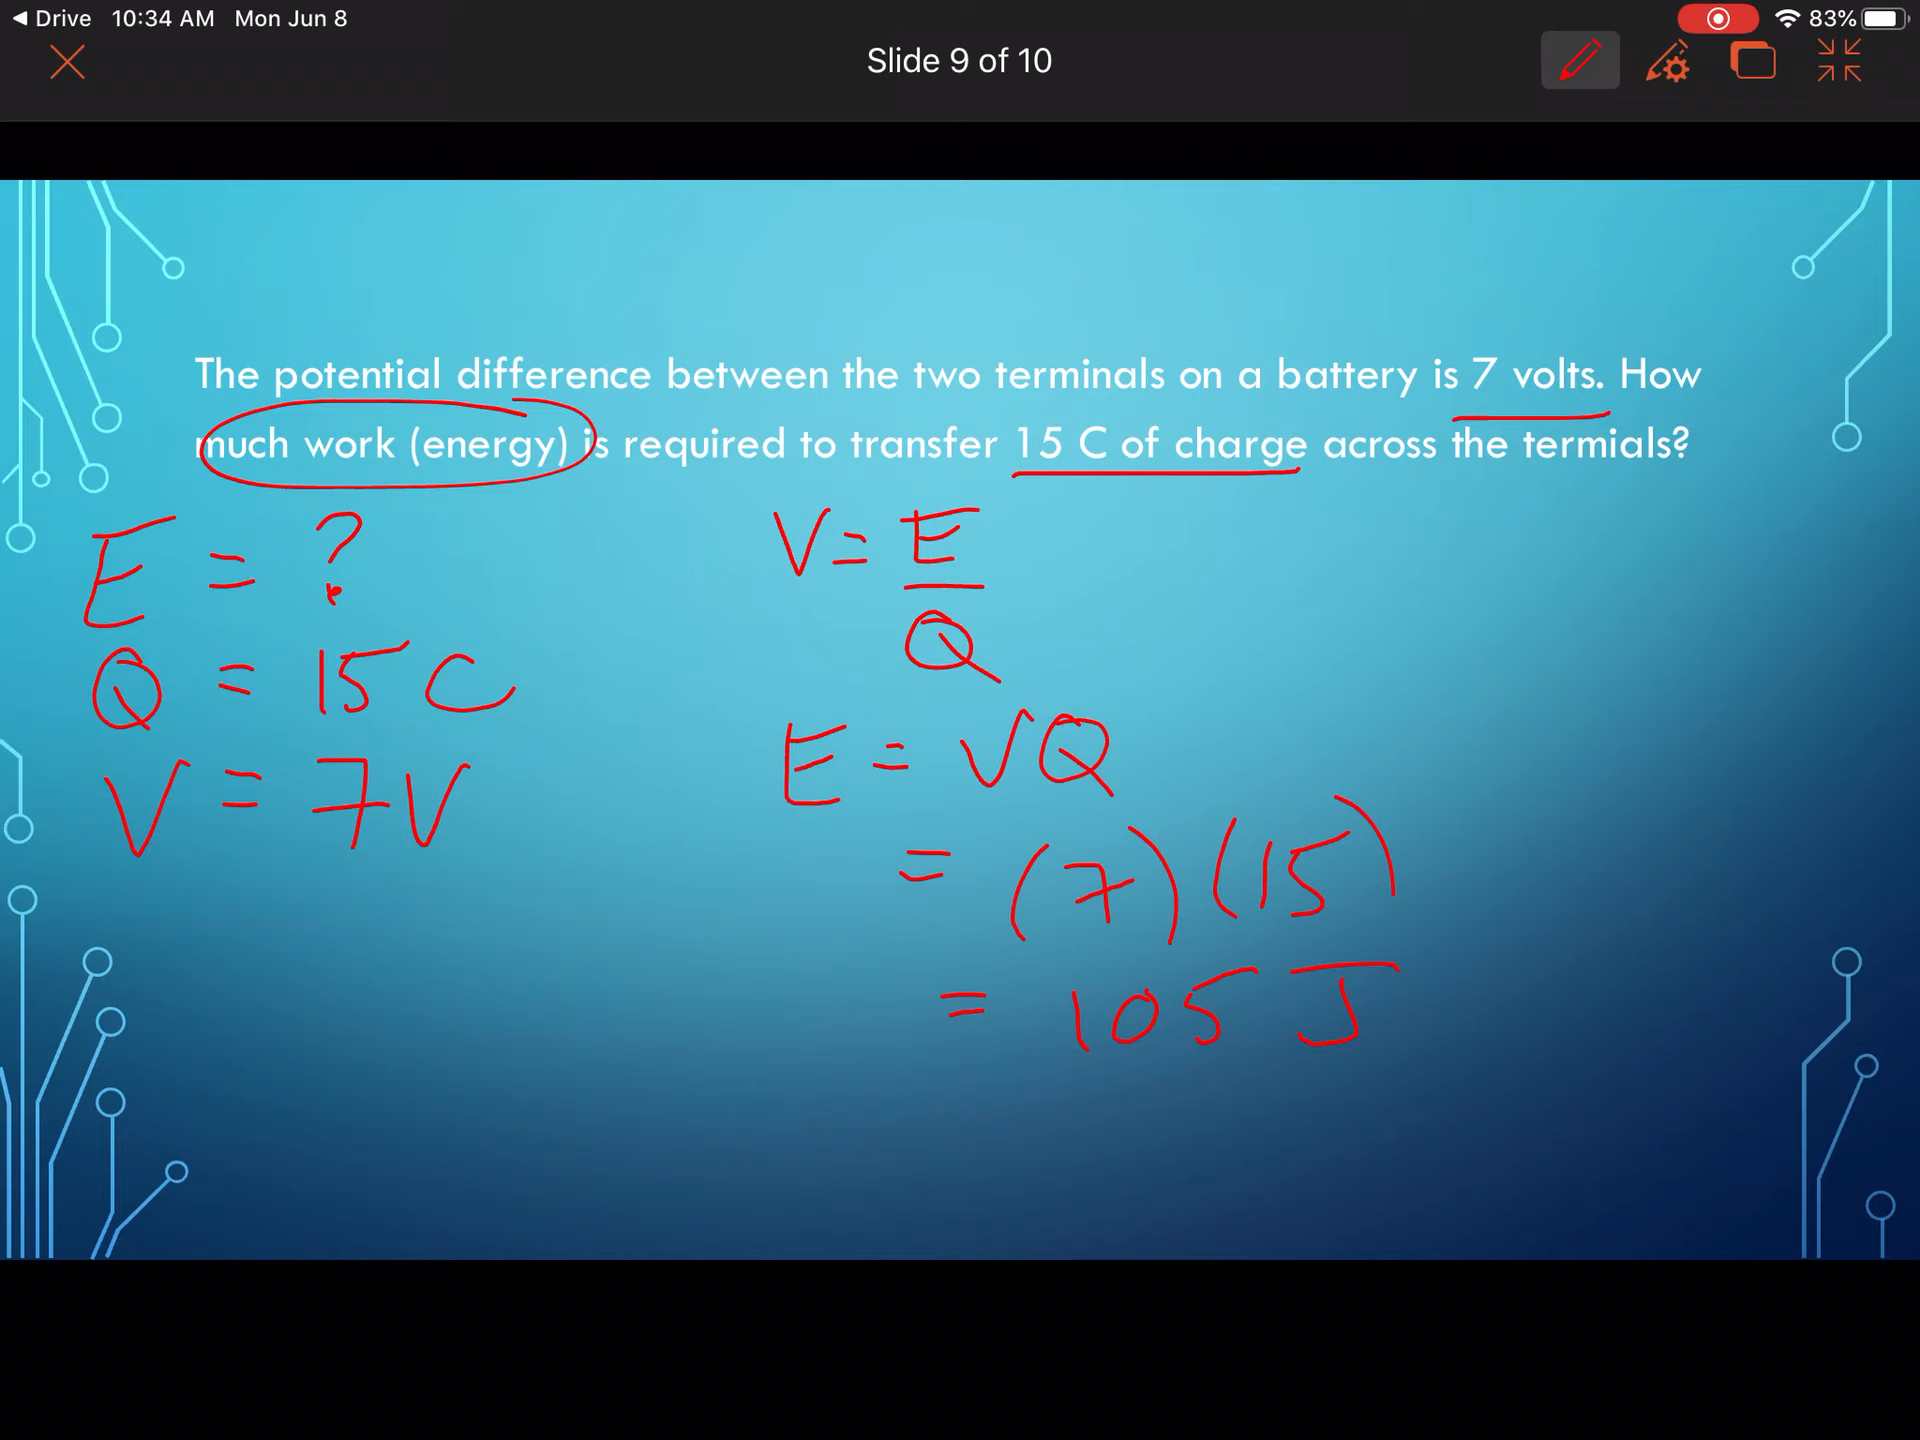 Drive 10:34 AM Mon Jun 8 83%
Slide 9 of 10
The potential difference between the two terminals on a battery is 7 volts. How
much work (energy) is required to transfer 15 C of charge across the termials?
E = ?
Q = 15 C
V = 7V
V = E
Q
E = VQ
= (7)(15)
= 105 J